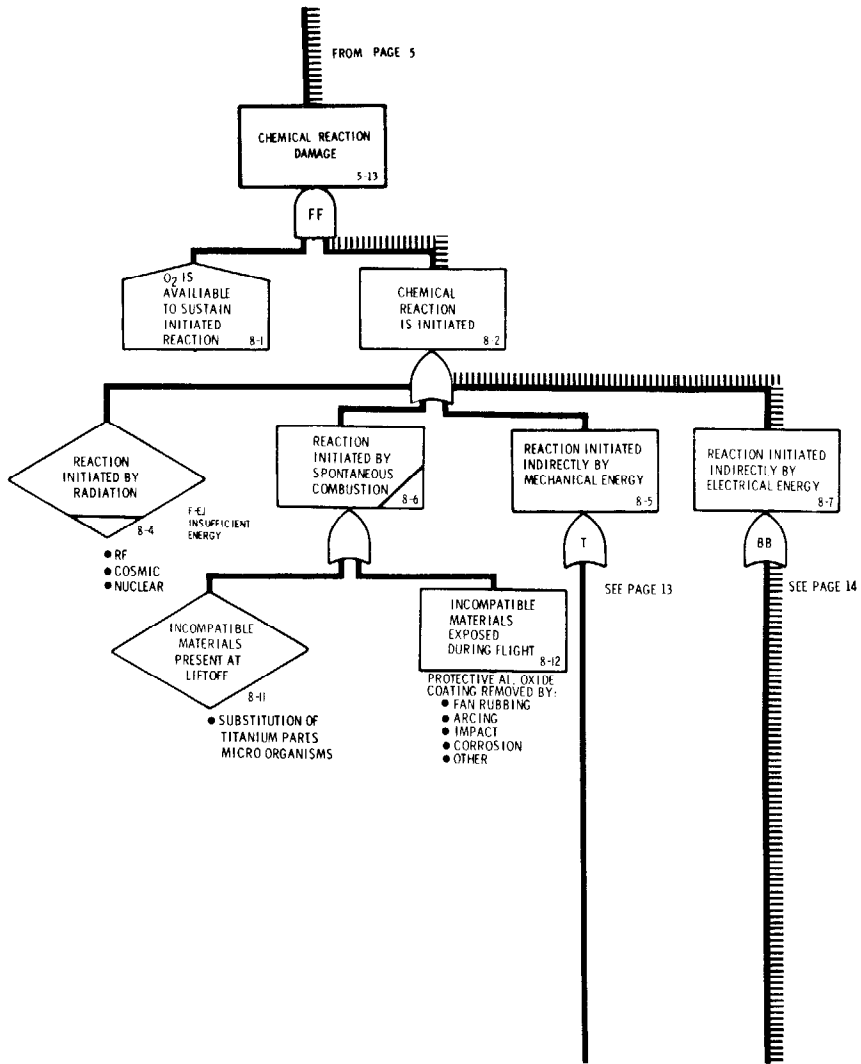 FROM PAGE 5
CHEMICAL REACTION
DAMAGE
5-13
FF
O2 IS
AVAILIABLE
TO SUSTAIN
INITIATED
REACTION
8-1
CHEMICAL
REACTION
IS INITIATED
8-2
REACTION
INITIATED BY
RADIATION
8-4
INSUFFICIENT
ENERGY
● RF
● COSMIC
● NUCLEAR
REACTION
INITIATED BY
SPONTANEOUS
COMBUSTION
8-6
REACTION INITIATED
INDIRECTLY BY
MECHANICAL ENERGY
8-5
REACTION INITIATED
INDIRECTLY BY
ELECTRICAL ENERGY
8-7
T
BB
SEE PAGE 13
SEE PAGE 14
INCOMPATIBLE
MATERIALS
PRESENT AT
LIFTOFF
8-11
● SUBSTITUTION OF
TITANIUM PARTS
MICRO ORGANISMS
INCOMPATIBLE
MATERIALS
EXPOSED
DURING FLIGHT
8-12
PROTECTIVE AL. OXIDE
COATING REMOVED BY:
● FAN RUBBING
● ARCING
● IMPACT
● CORROSION
● OTHER